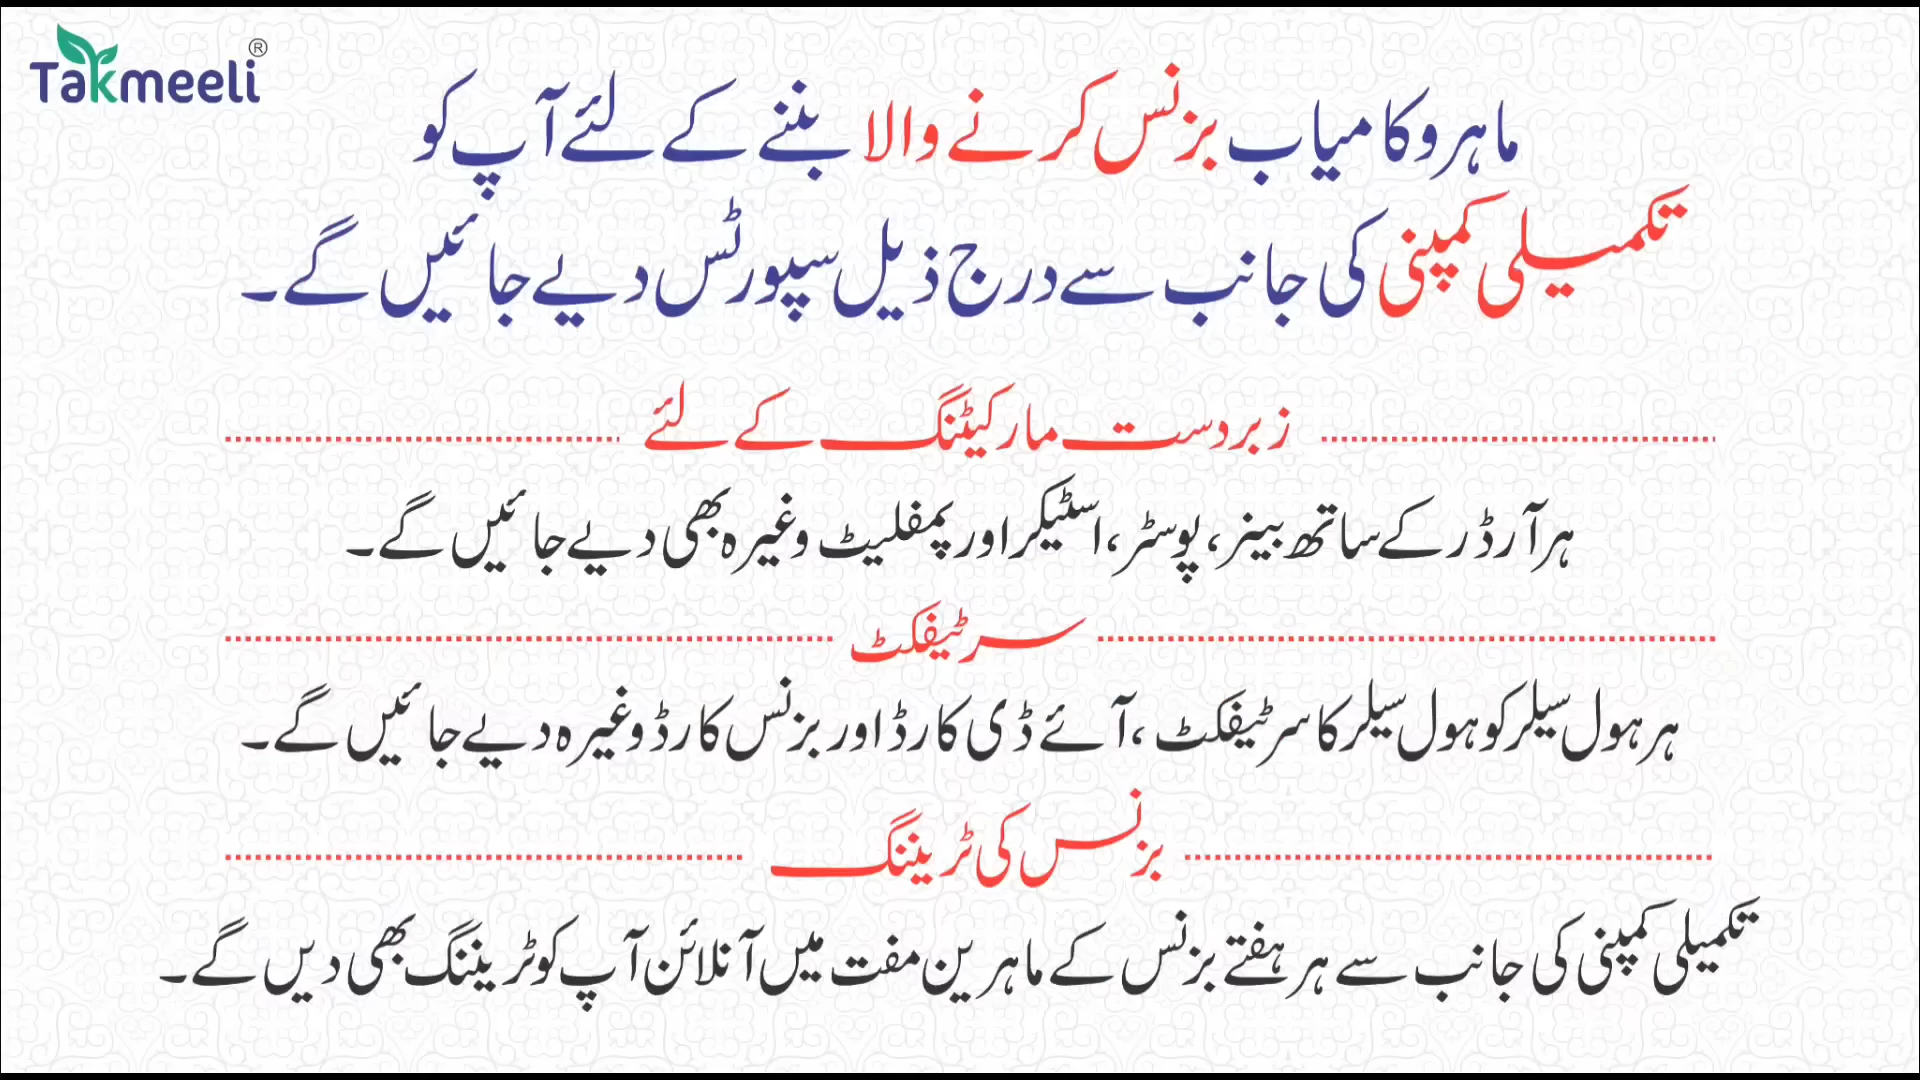 Takmeeli®
ماہر و کامیاب بزنس کرنے والا بننے کے لئے آپ کو
تکمیلی کمپنی کی جانب سے درج ذیل سپورٹس دیے جائیں گے۔
زبردست مارکیٹنگ کے لئے
ہر آرڈر کے ساتھ بینر، پوسٹر، اسٹیکر اور پمفلیٹ وغیرہ بھی دیے جائیں گے۔
سرٹیفکٹ
ہر ہول سیلر کو ہول سیلر کا سرٹیفکٹ، آئے ڈی کارڈ اور بزنس کارڈ وغیرہ دیے جائیں گے۔
بزنس کی ٹریننگ
تکمیلی کمپنی کی جانب سے ہر ہفتے بزنس کے ماہرین مفت میں آنلائن آپ کو ٹریننگ بھی دیں گے۔